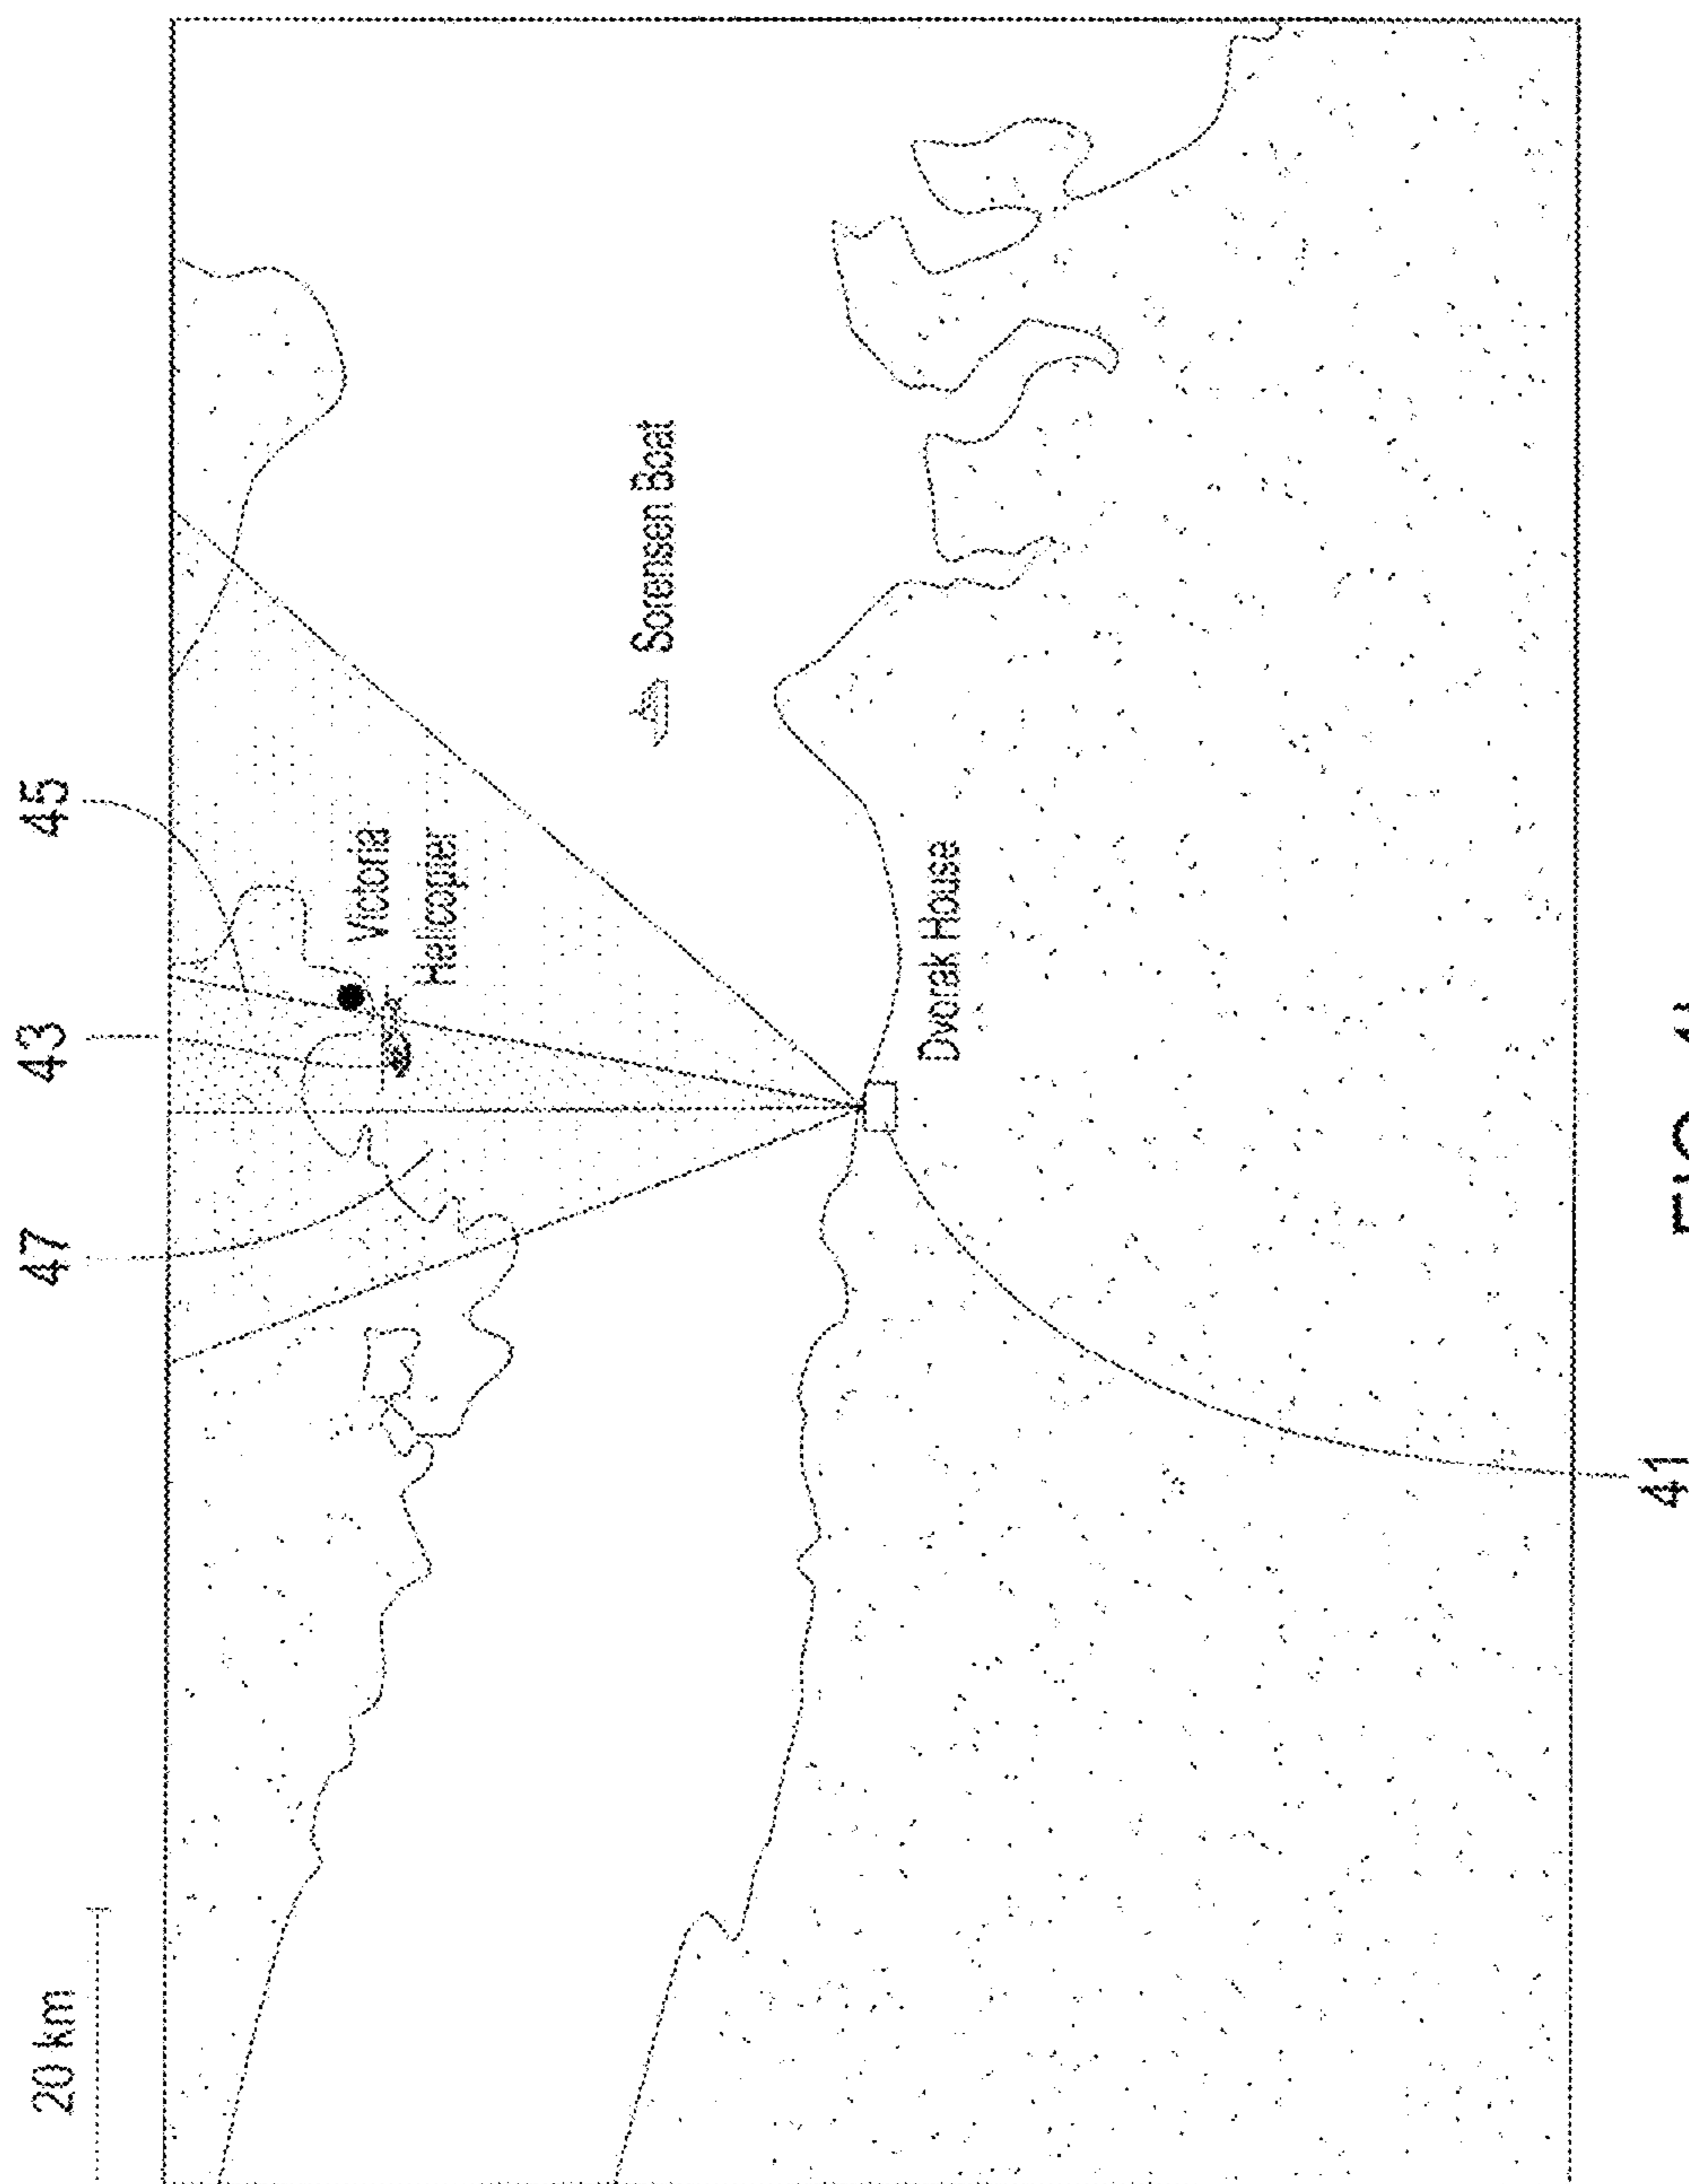 20 km
47
43
45
Victoria
Helicopter
Sorensen Boat
Dvorak House
41